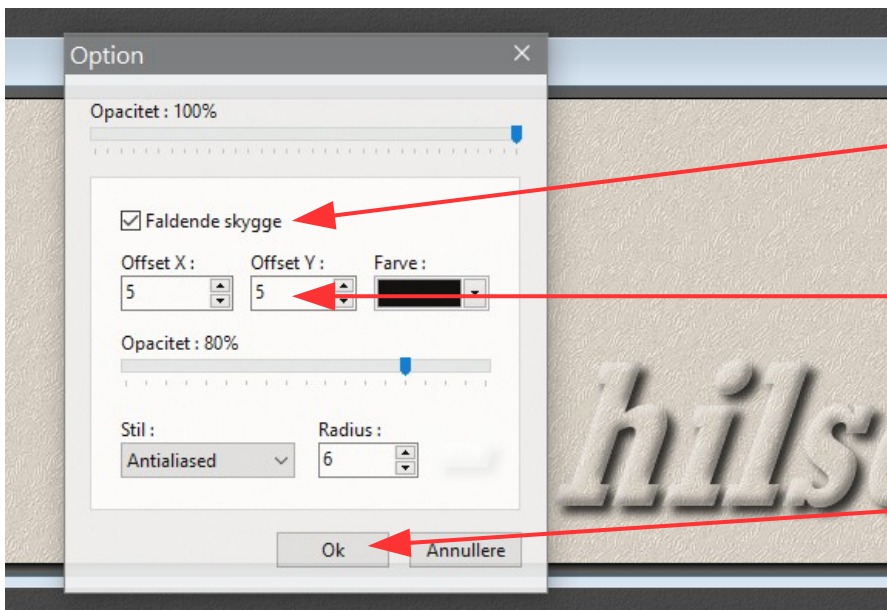 Option
Opacitet : 100%
Faldende skygge
Offset X : Offset Y : Farve :
5 5
Opacitet : 80%
Stil : Radius :
Antialiased 6
Ok Annullere
hils